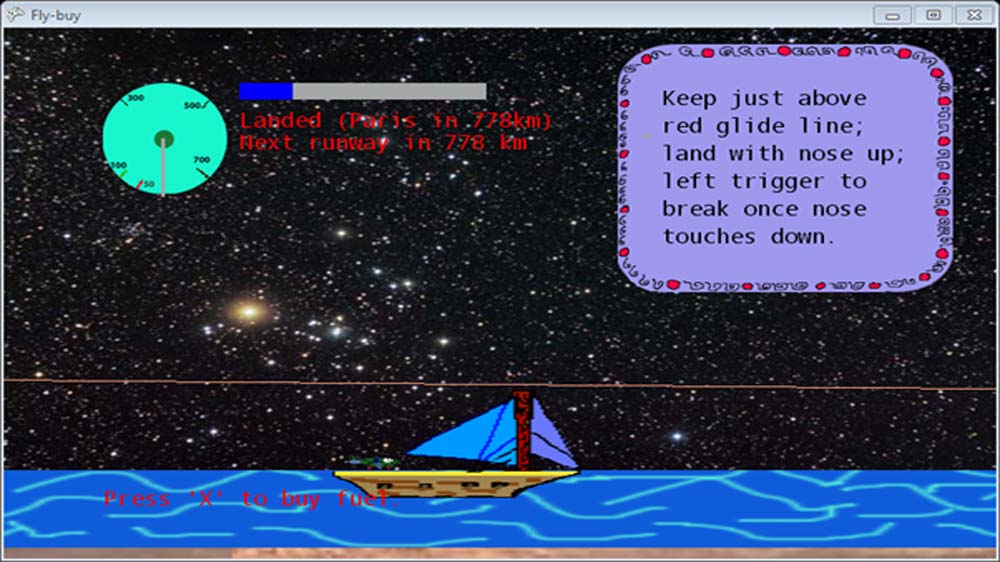 Fly-buy
300
500
700
100
50
Landed (Paris in 778km)
Next runway in 778 km
Keep just above
red glide line;
land with nose up;
left trigger to
break once nose
touches down.
Press 'X' to buy fuel.